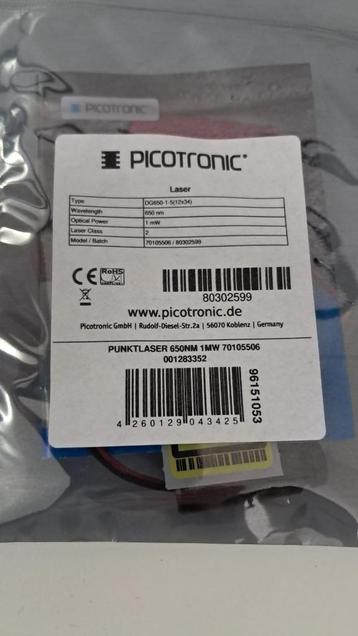 PICOTRONIC
PICOTRONIC®
Laser
Type DG650-1-5(12x34)
Wavelength 650 nm
Optical Power 1 mW
Laser Class 2
Model / Batch 70105506 / 80302599
CE RoHS
80302599
www.picotronic.de
Picotronic GmbH | Rudolf-Diesel-Str.2a | 56070 Koblenz | Germany
PUNKTLASER 650NM 1MW 70105506
001283352
96151053
4 260129 043425